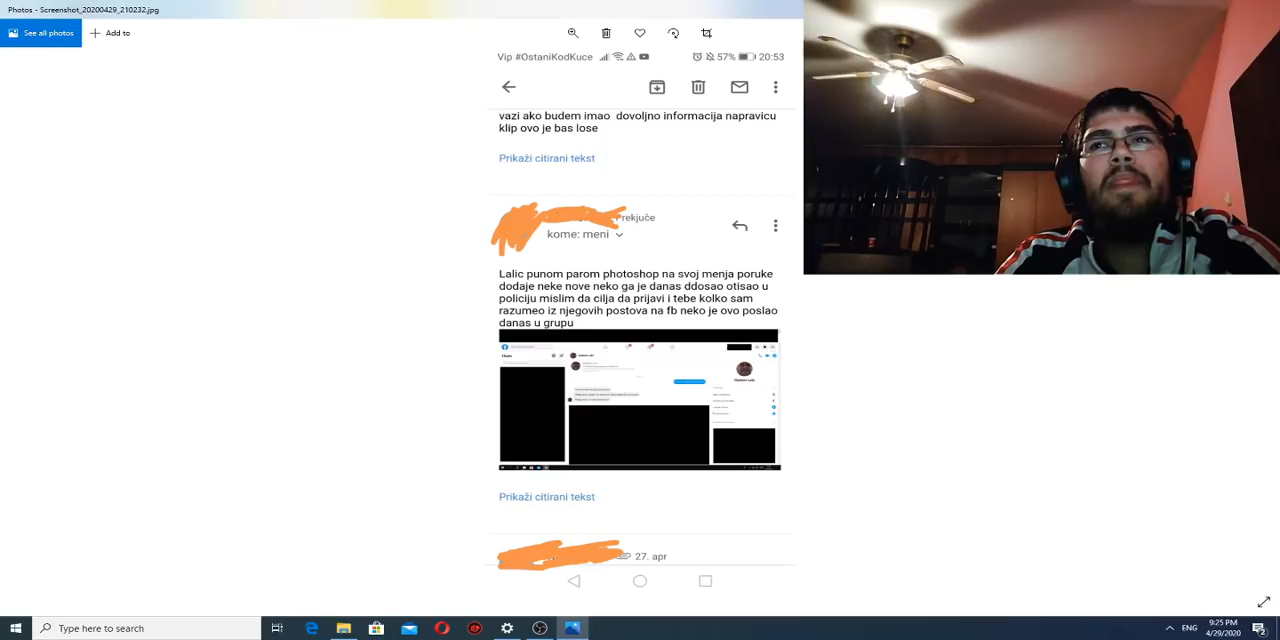 Photos - Screenshot_20200429_210232.jpg
See all photos
Add to
Vip #OstaniKodKuce
57%
20:53
vazi ako budem imao dovoljno informacija napravicu
klip ovo je bas lose
Prikaži citirani tekst
Prekjuče
kome: meni
Lalic punom parom photoshop na svoj menja poruke
dodaje neke nove neko ga je danas ddosao otisao u
policiju mislim da cilja da prijavi i tebe kolko sam
razumeo iz njegovih postova na fb neko je ovo poslao
danas u grupu
Chats
Prikaži citirani tekst
27. apr
Type here to search
ENG
9:25 PM
4/29/2020